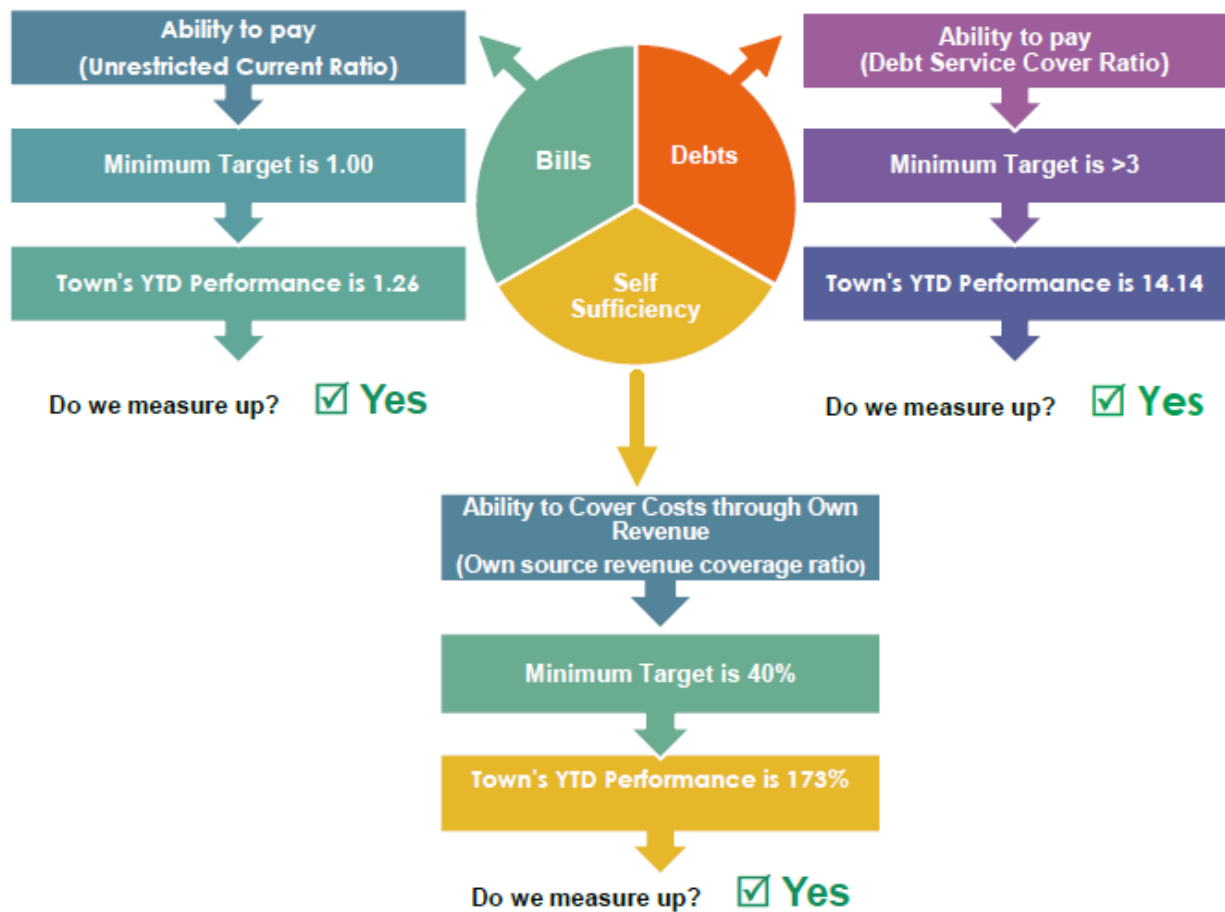 Ability to pay
(Unrestricted Current Ratio)
Minimum Target is 1.00
Town's YTD Performance is 1.26
Do we measure up? ☑ Yes
Bills
Debts
Self
Sufficiency
Ability to pay
(Debt Service Cover Ratio)
Minimum Target is >3
Town's YTD Performance is 14.14
Do we measure up? ☑ Yes
Ability to Cover Costs through Own
Revenue
(Own source revenue coverage ratio)
Minimum Target is 40%
Town's YTD Performance is 173%
Do we measure up? ☑ Yes